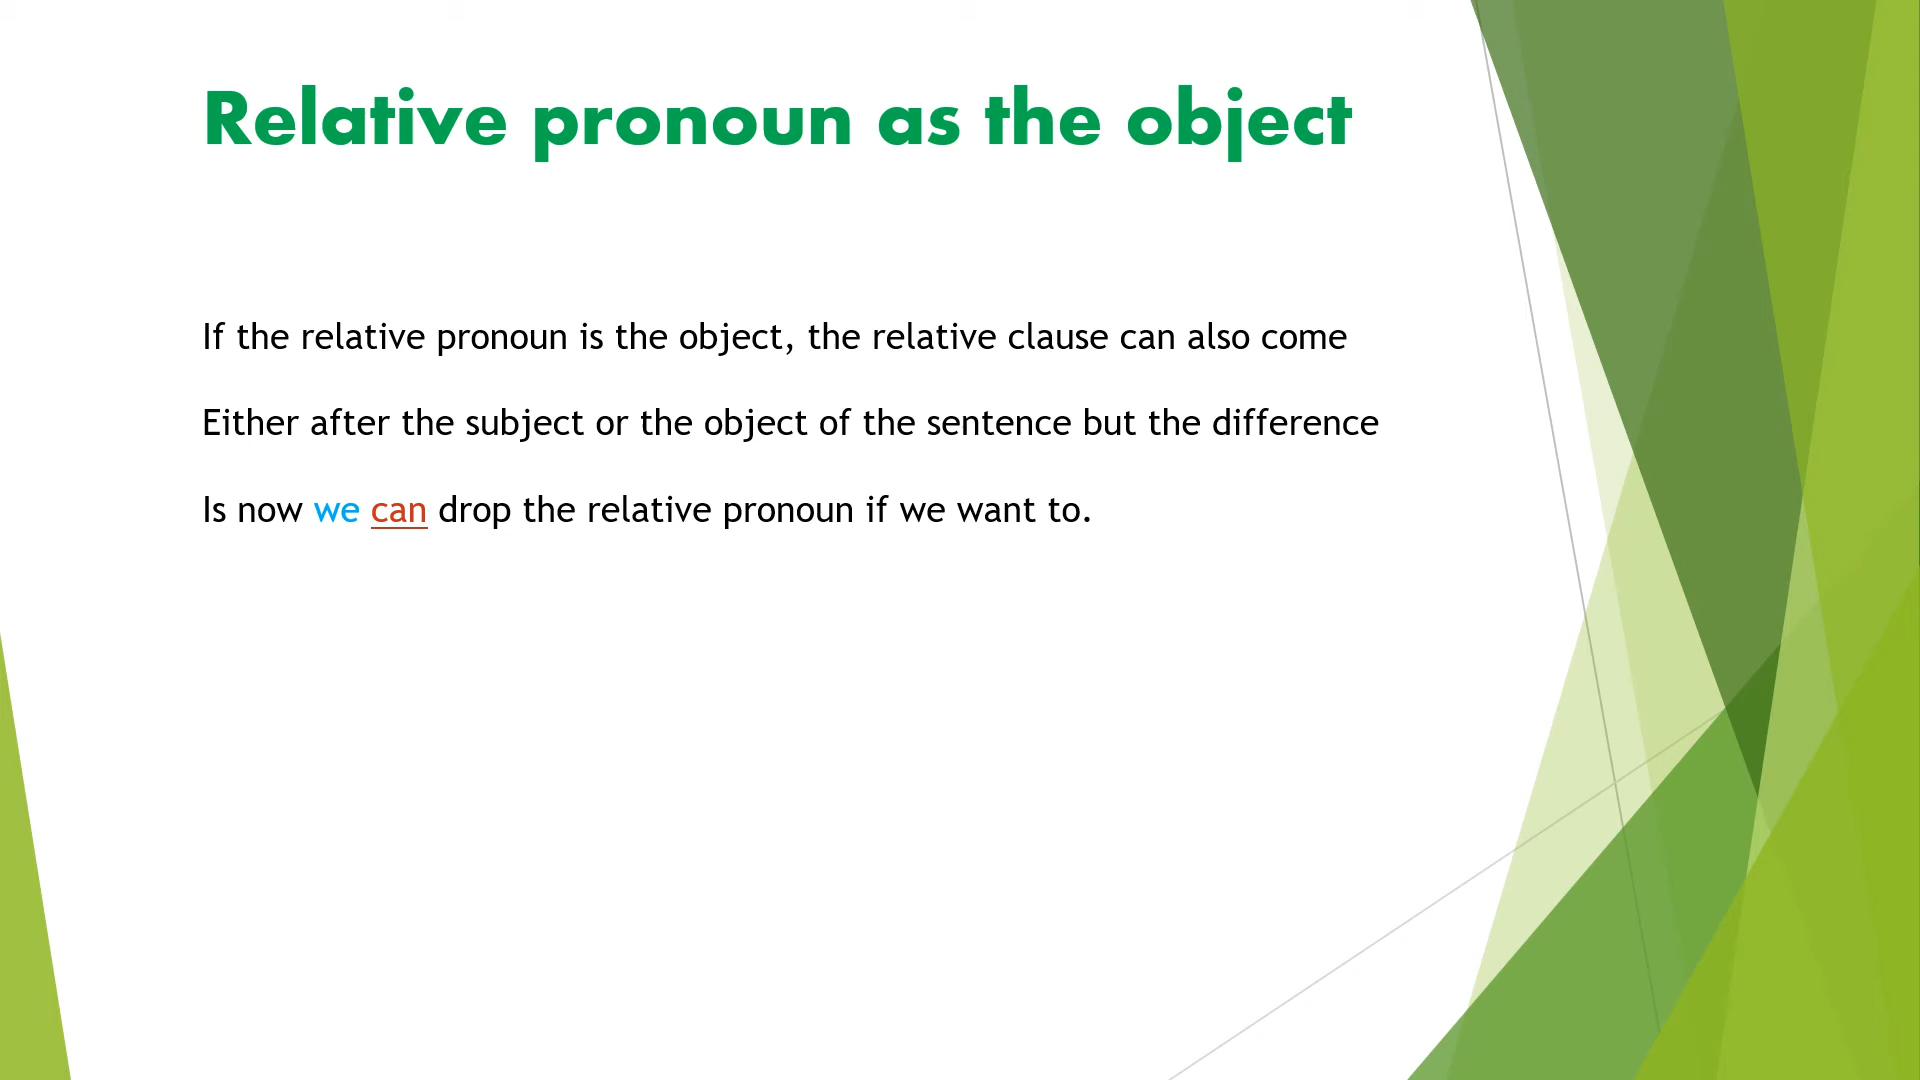 Relative pronoun as the object
If the relative pronoun is the object, the relative clause can also come
Either after the subject or the object of the sentence but the difference
Is now we can drop the relative pronoun if we want to.